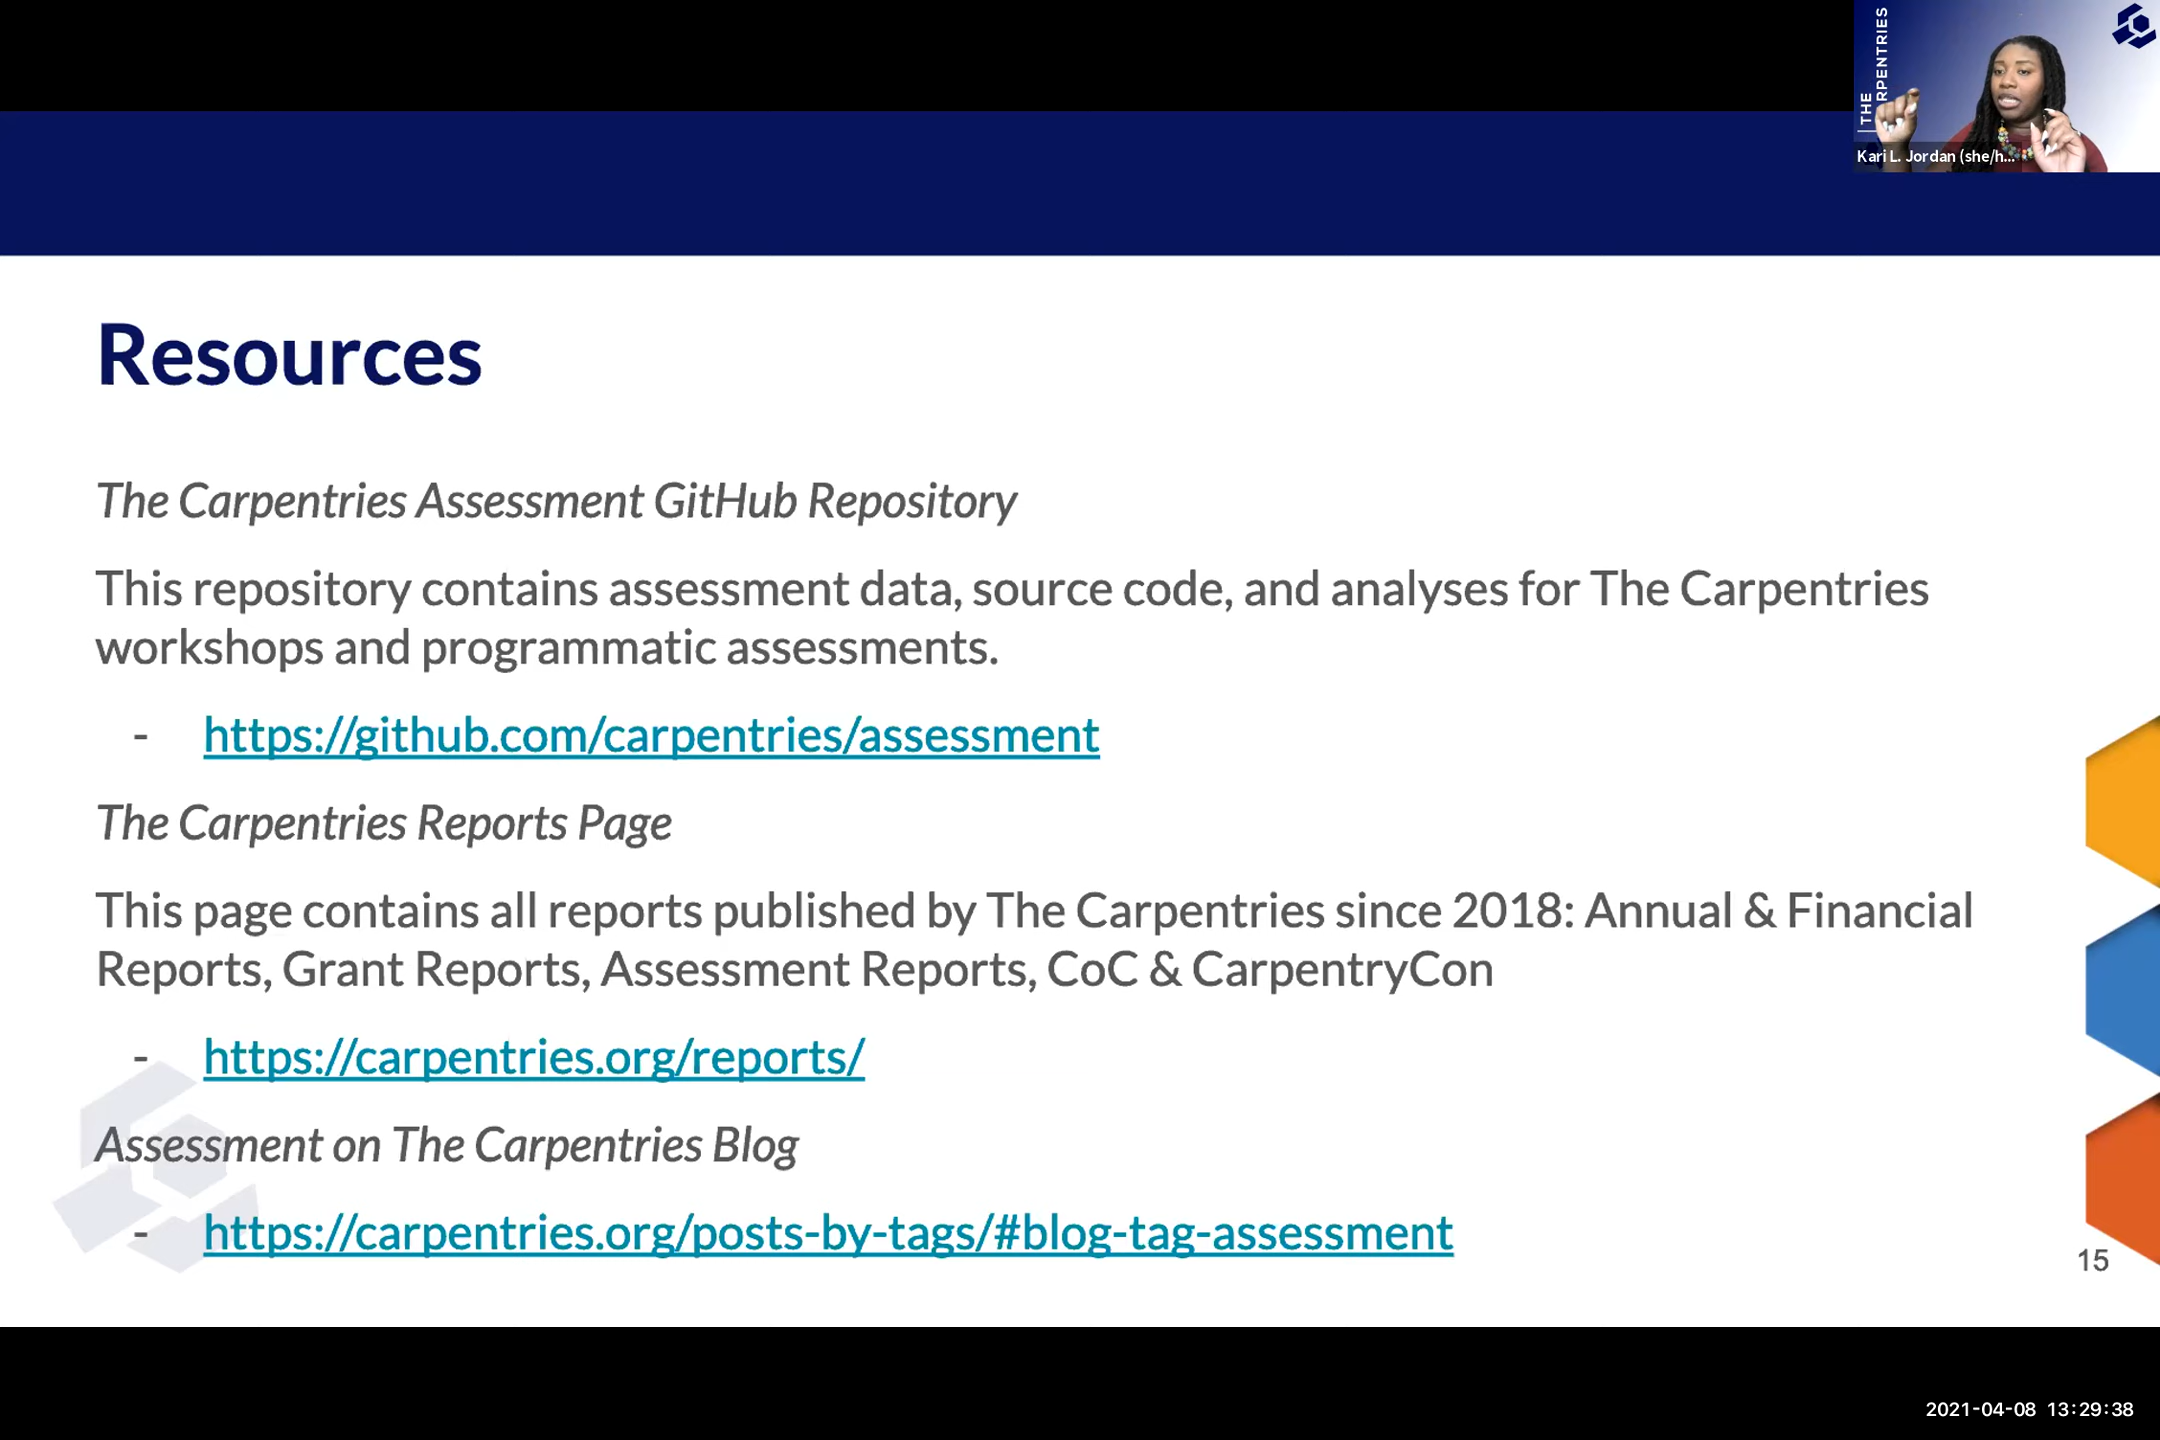 THE
RPENTRIES
Kari L. Jordan (she/h...
Resources
The Carpentries Assessment GitHub Repository
This repository contains assessment data, source code, and analyses for The Carpentries
workshops and programmatic assessments.
- https://github.com/carpentries/assessment
The Carpentries Reports Page
This page contains all reports published by The Carpentries since 2018: Annual & Financial
Reports, Grant Reports, Assessment Reports, CoC & CarpentryCon
- https://carpentries.org/reports/
Assessment on The Carpentries Blog
- https://carpentries.org/posts-by-tags/#blog-tag-assessment
15
2021-04-08 13:29:38